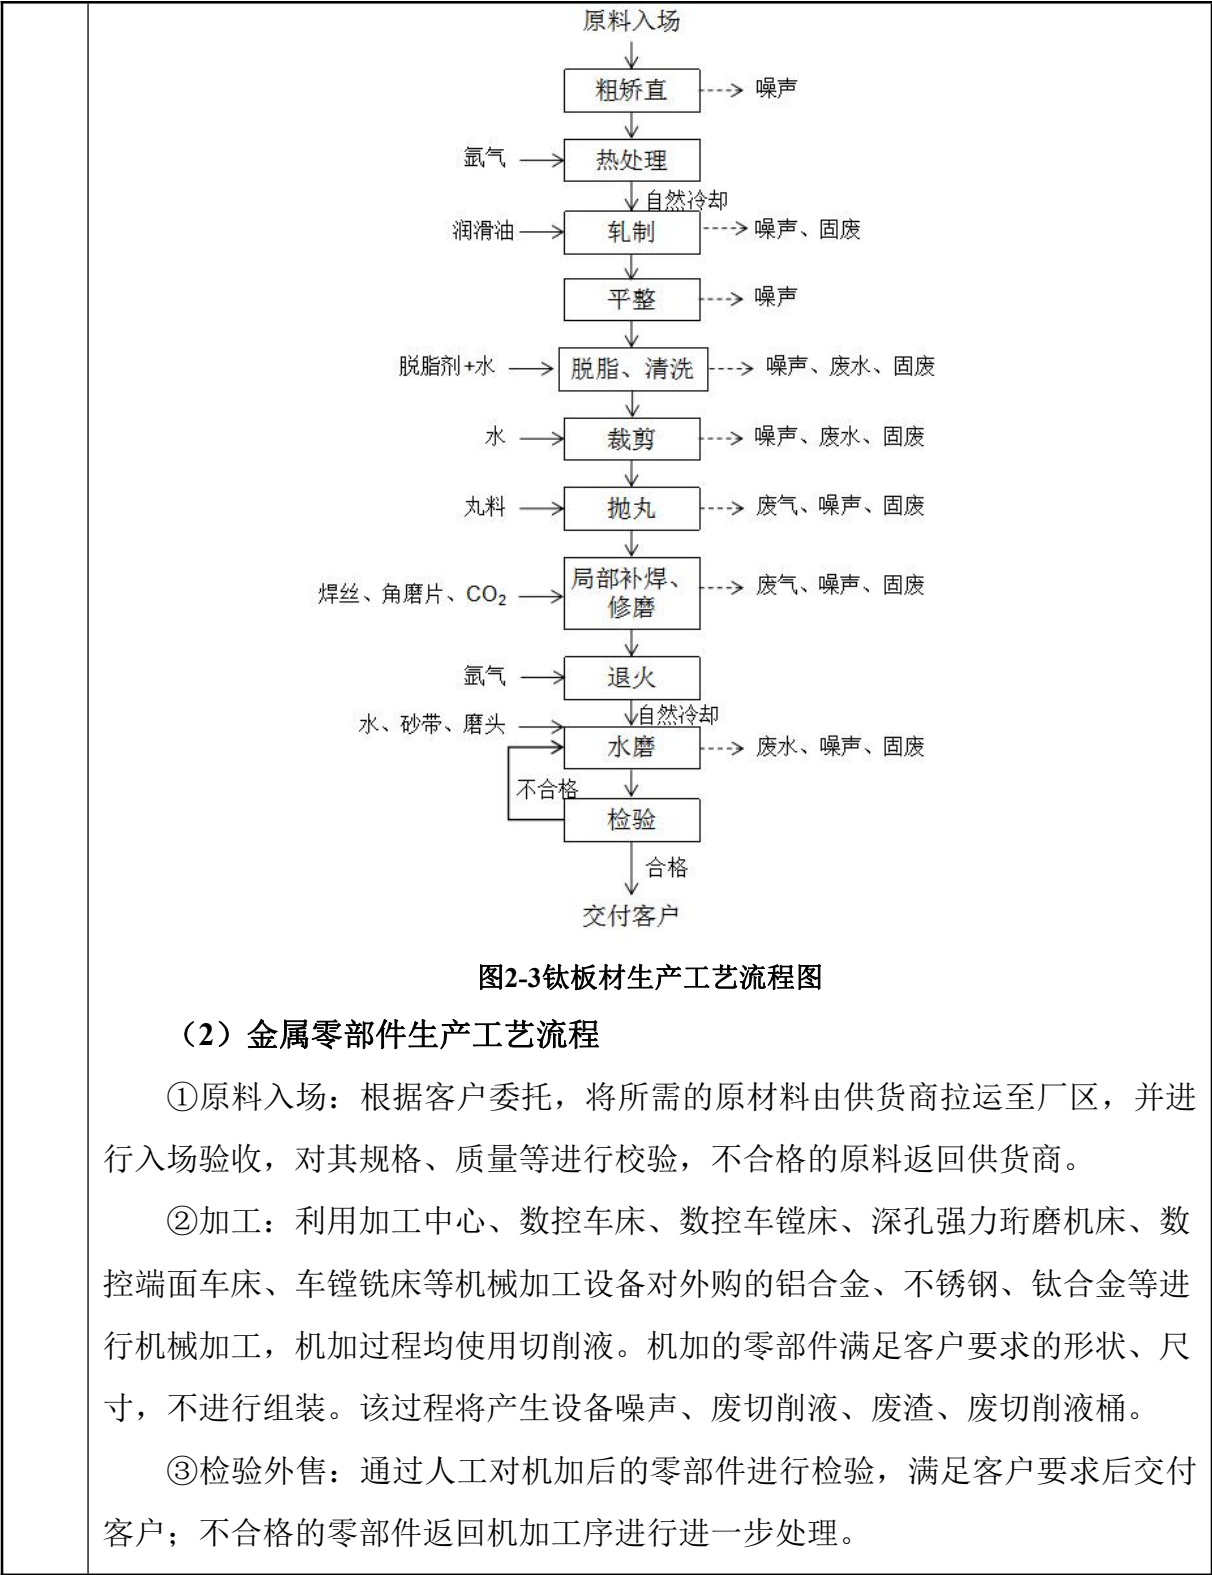 原料入场
粗矫直
噪声
氩气
热处理
自然冷却
润滑油
轧制
噪声、固废
平整
噪声
脱脂剂+水
脱脂、清洗
噪声、废水、固废
水
裁剪
噪声、废水、固废
丸料
抛丸
废气、噪声、固废
焊丝、角磨片、CO₂
局部补焊、
修磨
废气、噪声、固废
氩气
退火
自然冷却
水、砂带、磨头
水磨
废水、噪声、固废
不合格
检验
合格
交付客户
图2-3钛板材生产工艺流程图
（2）金属零部件生产工艺流程
①原料入场：根据客户委托，将所需的原材料由供货商拉运至厂区，并进
行入场验收，对其规格、质量等进行校验，不合格的原料返回供货商。
②加工：利用加工中心、数控车床、数控车镗床、深孔强力珩磨机床、数
控端面车床、车镗铣床等机械加工设备对外购的铝合金、不锈钢、钛合金等进
行机械加工，机加过程均使用切削液。机加的零部件满足客户要求的形状、尺
寸，不进行组装。该过程将产生设备噪声、废切削液、废渣、废切削液桶。
③检验外售：通过人工对机加后的零部件进行检验，满足客户要求后交付
客户；不合格的零部件返回机加工序进行进一步处理。